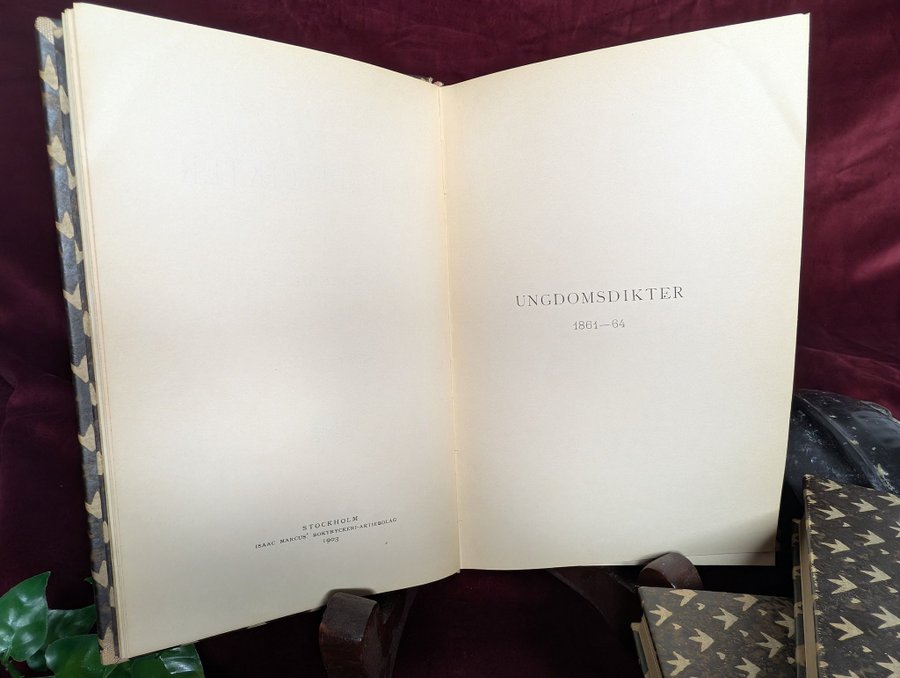 STOCKHOLM
ISAAC MARCUS' BOKTRYCKERI-AKTIEBOLAG
1903
UNGDOMSDIKTER
1861—64